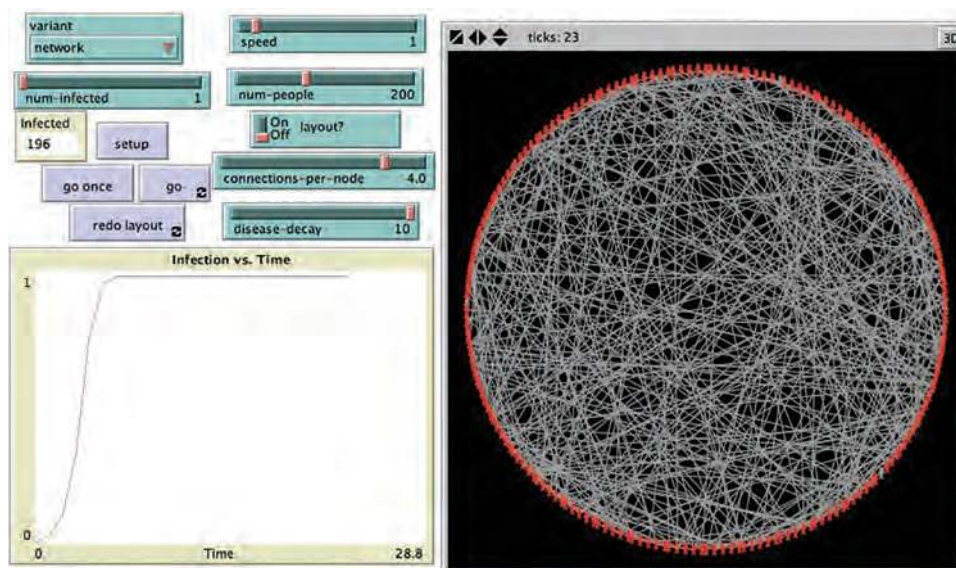 variant
network
speed 1
num-infected 1
num-people 200
Infected
196
setup
On
Off layout?
go once
go
connections-per-node 4.0
redo layout
disease-decay 10
Infection vs. Time
1
0
0 Time 28.8
ticks: 23
3D